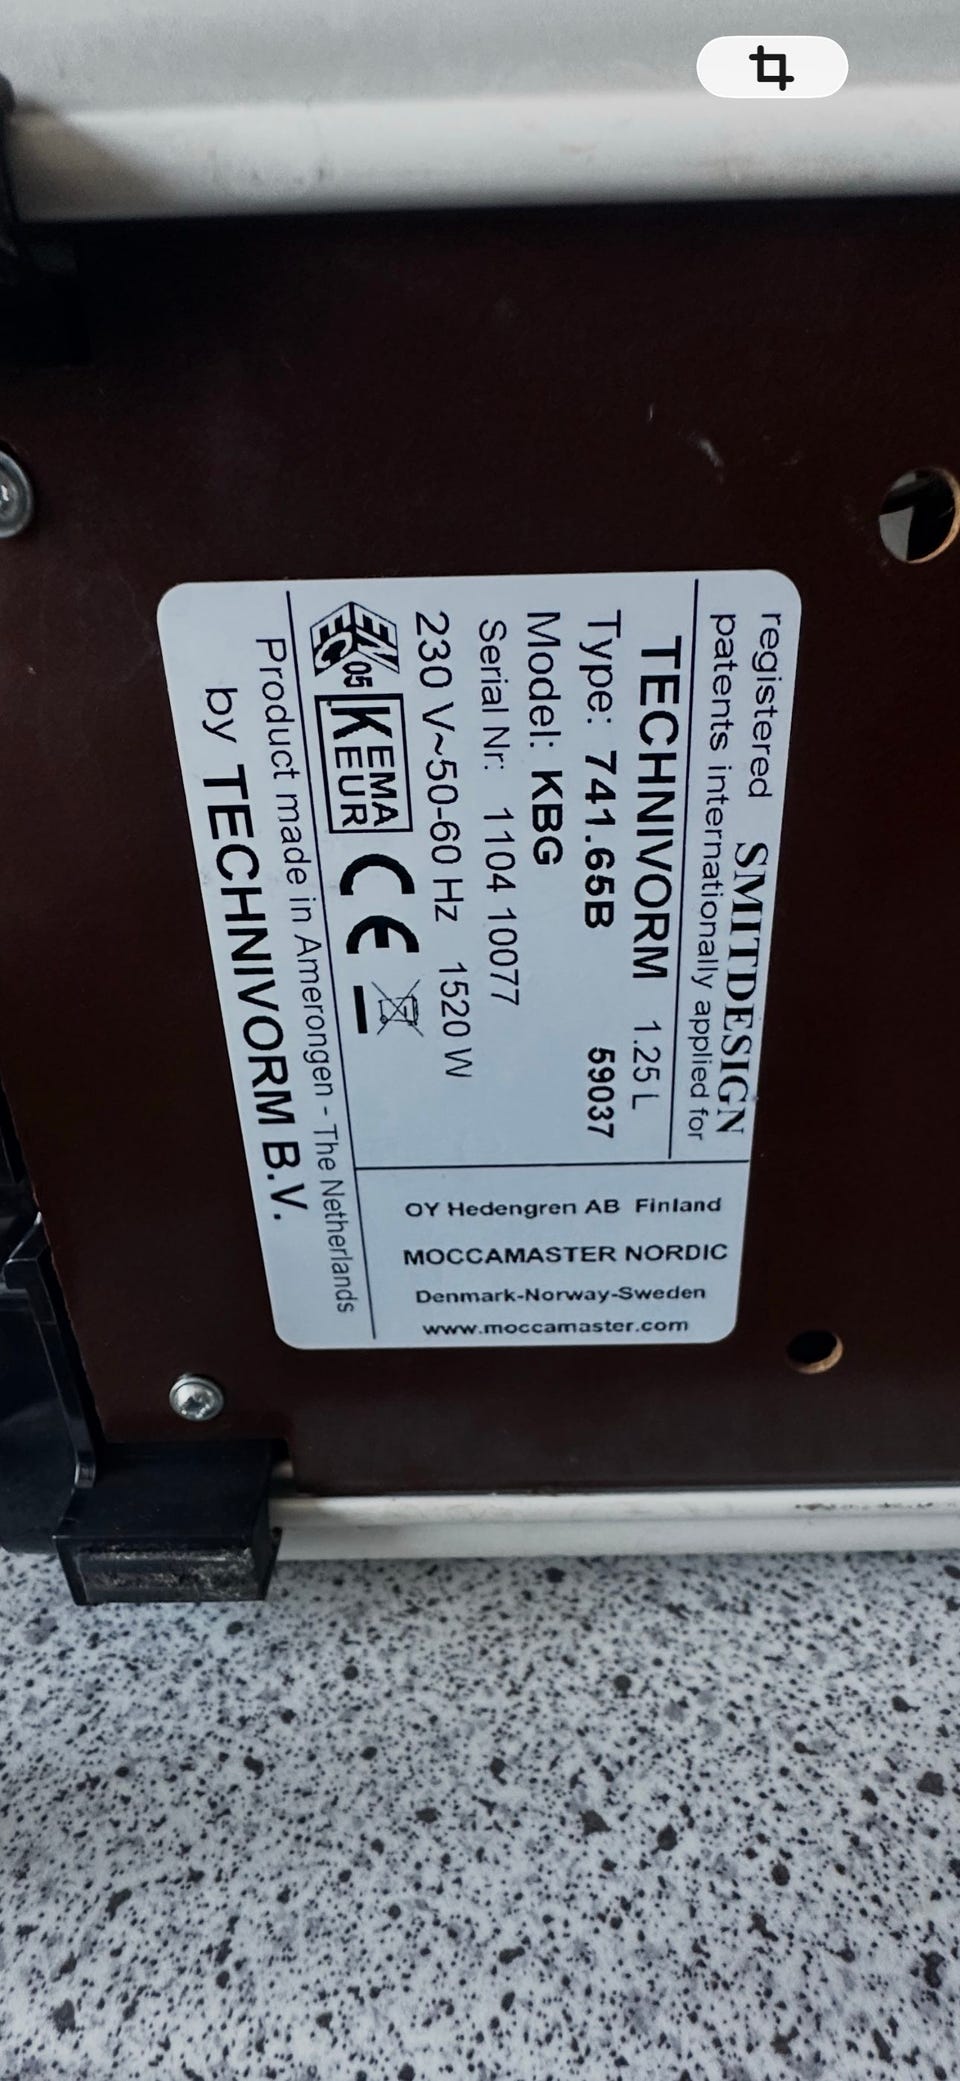 registered SMITDESIGN
patents internationally applied for
TECHNIVORM 1.25 L
Type: 741.65B 59037
Model: KBG
Serial Nr: 1104 10077
230 V~50-60 Hz 1520 W
EN EC 05 KEMA KEUR CE
Product made in Amerongen - The Netherlands
by TECHNIVORM B.V.
OY Hedengren AB Finland
MOCCAMASTER NORDIC
Denmark-Norway-Sweden
www.moccamaster.com